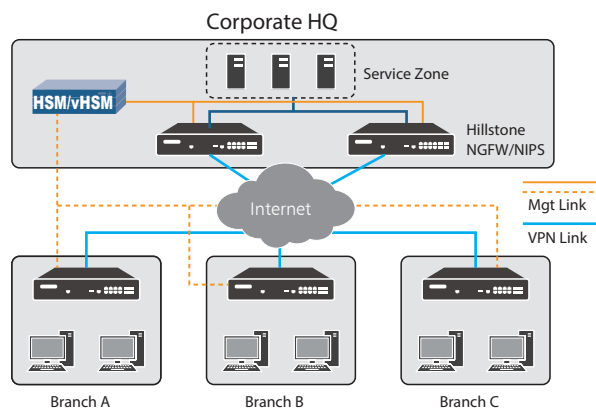 Corporate HQ
Service Zone
HSM/vHSM
Hillstone
NGFW/NIPS
Internet
Mgt Link
VPN Link
Branch A
Branch B
Branch C